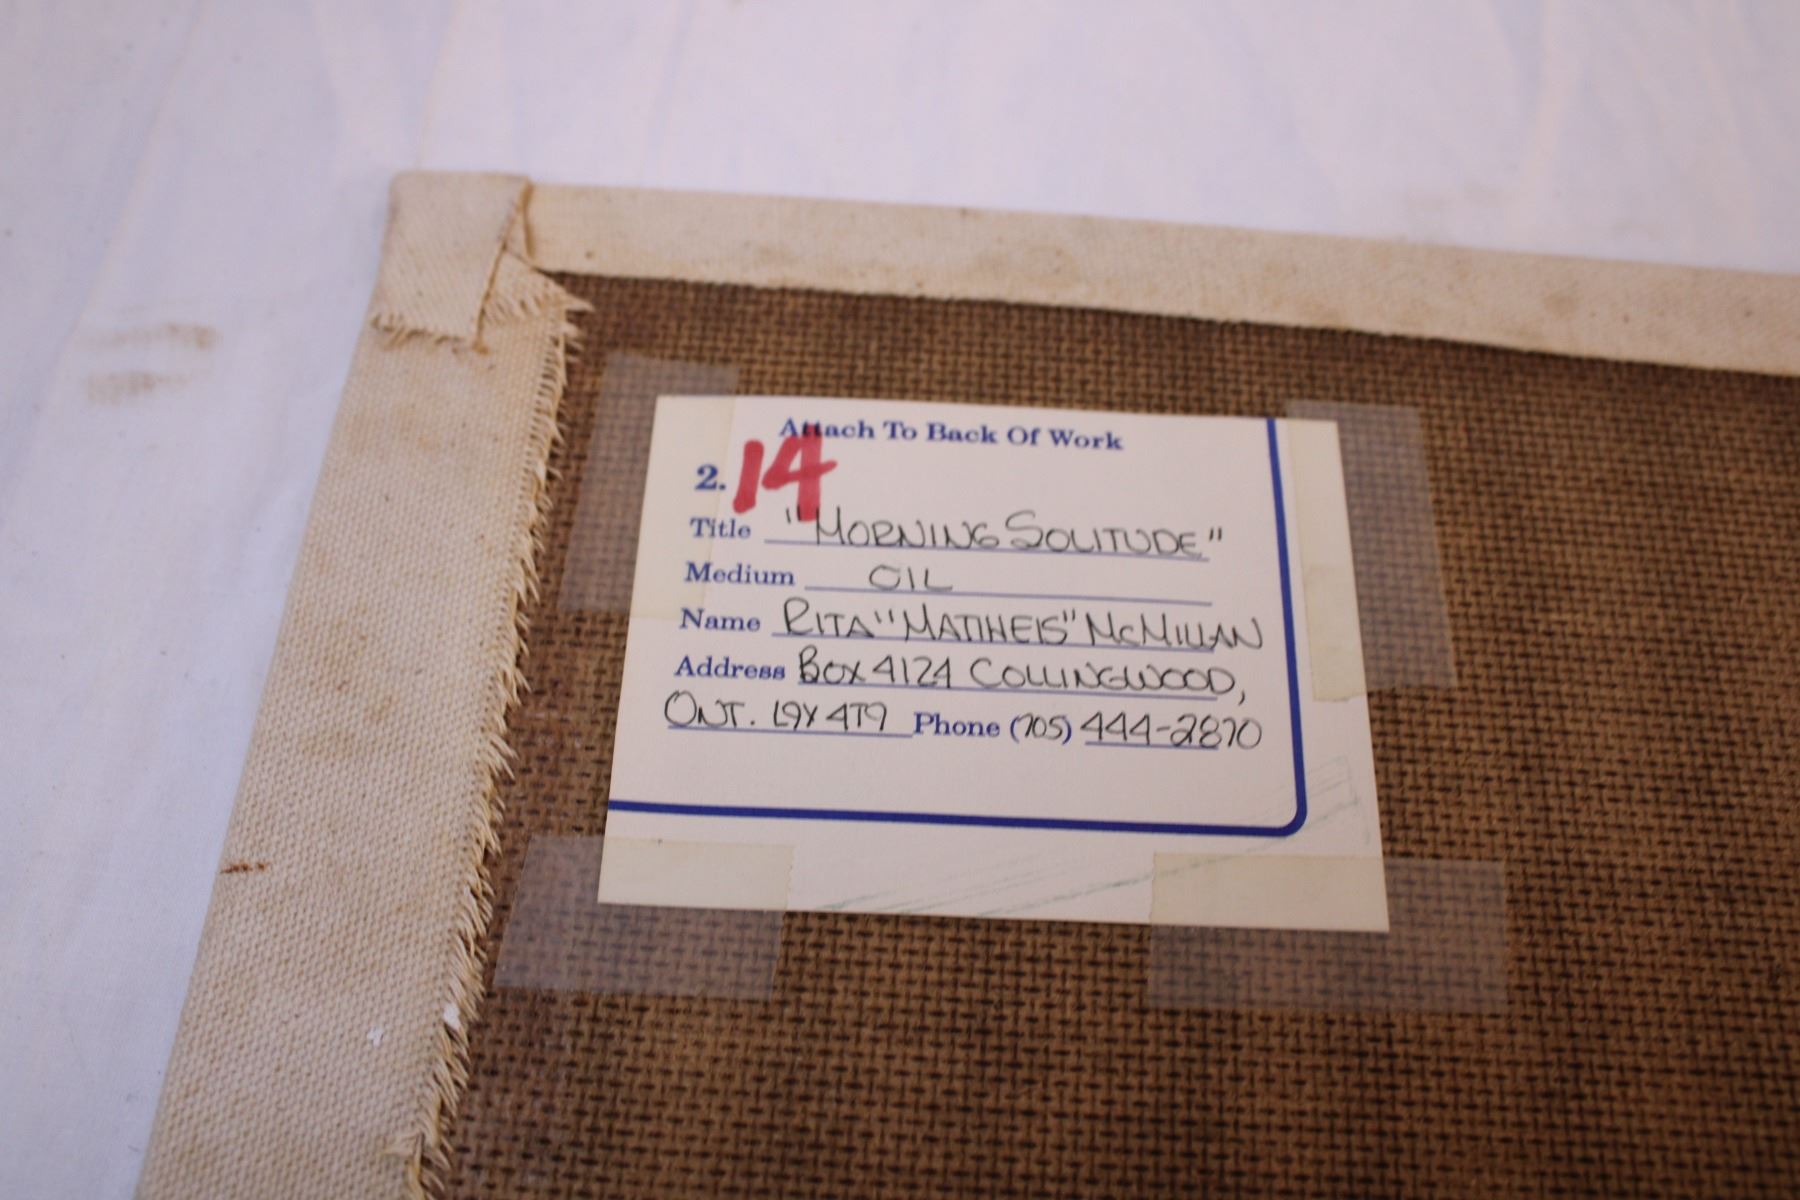 Attach To Back Of Work
2. 14
Title "MORNING SOLITUDE"
Medium OIL
Name RITA "MATTHEIS" MCMILLAN
Address BOX 4124 COLLINGWOOD,
ONT. L9Y 4T9 Phone (705) 444-2870